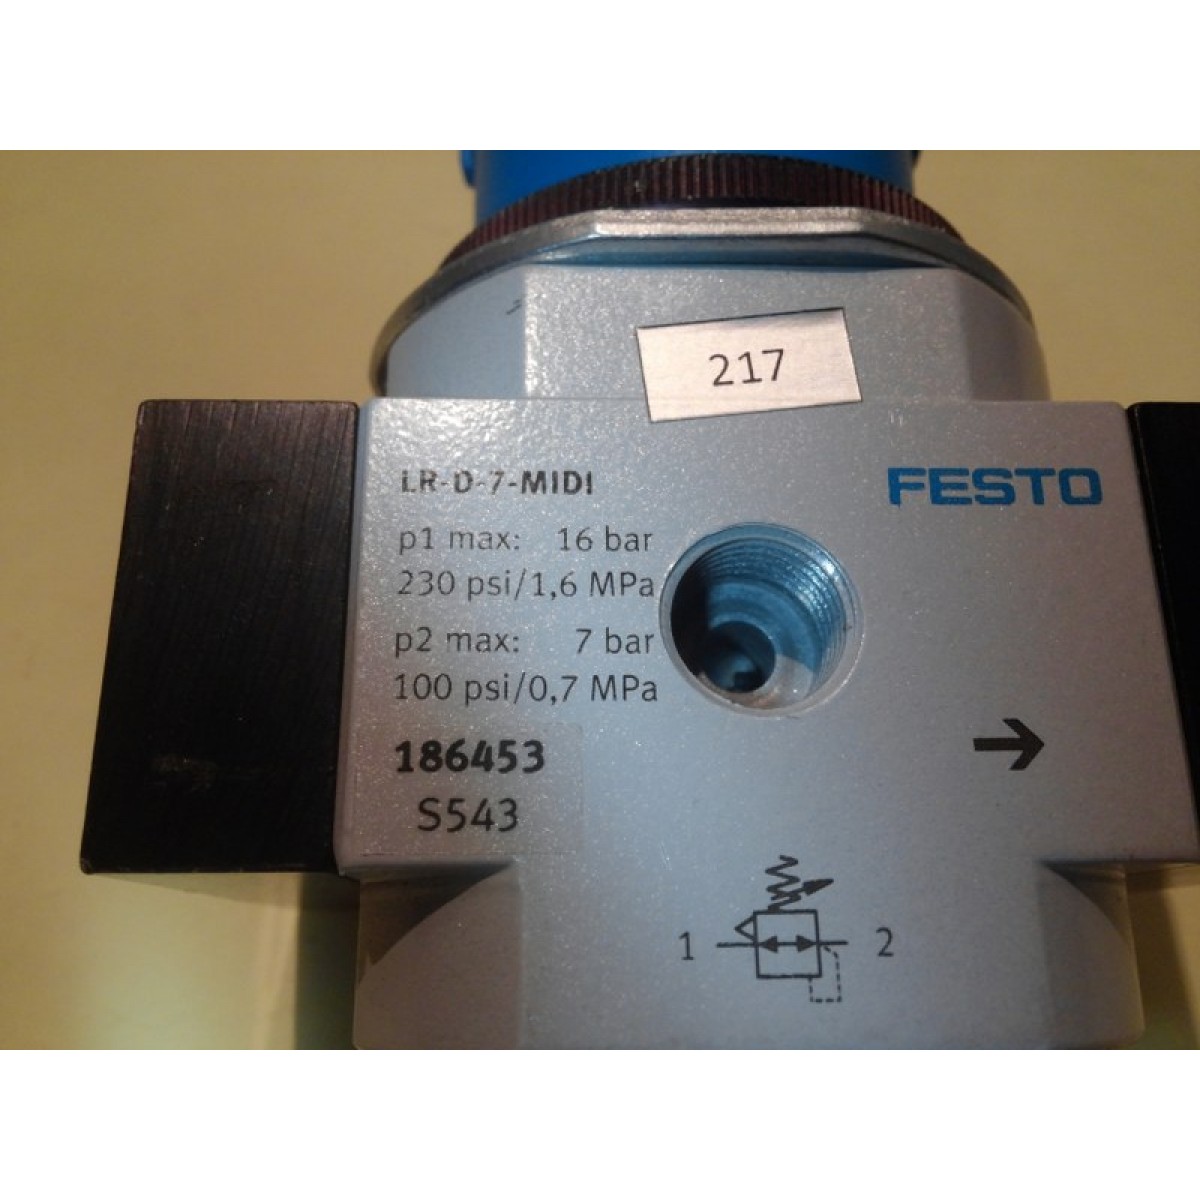 217
LR-D-7-MIDI
FESTO
p1 max: 16 bar
230 psi/1,6 MPa
p2 max: 7 bar
100 psi/0,7 MPa
186453
S543
1 2